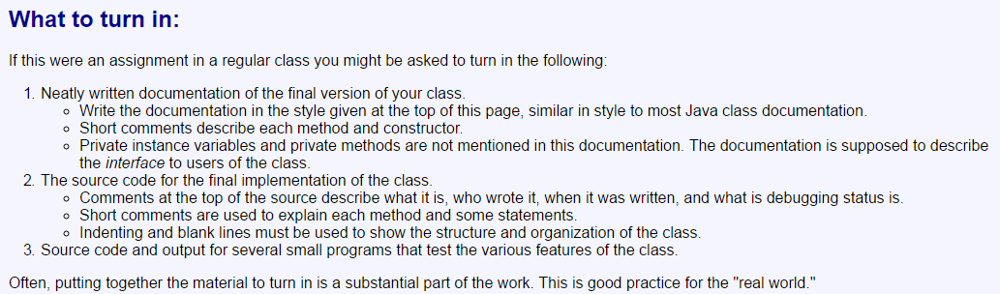 What to turn in:
If this were an assignment in a regular class you might be asked to turn in the following:
1. Neatly written documentation of the final version of your class.
◦ Write the documentation in the style given at the top of this page, similar in style to most Java class documentation.
◦ Short comments describe each method and constructor.
◦ Private instance variables and private methods are not mentioned in this documentation. The documentation is supposed to describe
the interface to users of the class.
2. The source code for the final implementation of the class.
◦ Comments at the top of the source describe what it is, who wrote it, when it was written, and what is debugging status is.
◦ Short comments are used to explain each method and some statements.
◦ Indenting and blank lines must be used to show the structure and organization of the class.
3. Source code and output for several small programs that test the various features of the class.
Often, putting together the material to turn in is a substantial part of the work. This is good practice for the "real world."